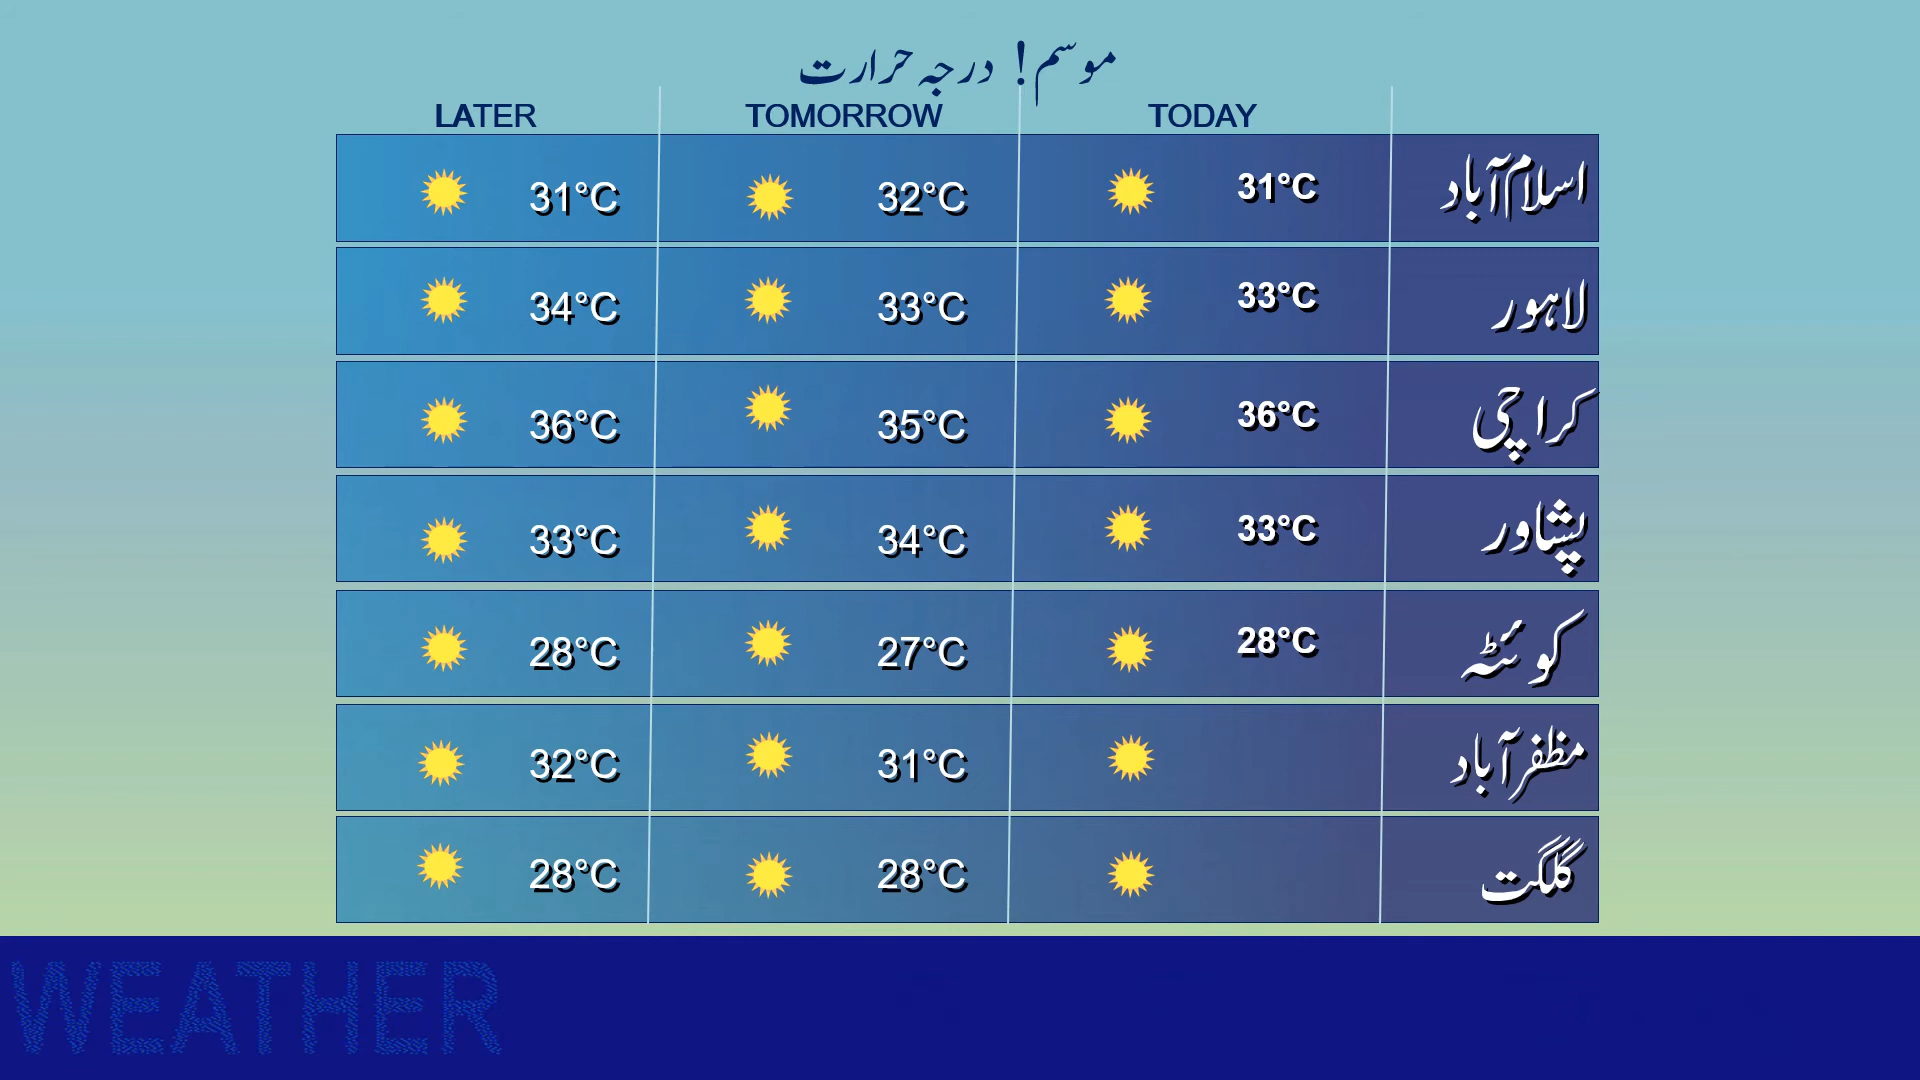 موسم! درجہ حرارت
LATER TOMORROW TODAY
31°C 32°C 31°C اسلام آباد
34°C 33°C 33°C لاہور
36°C 35°C 36°C کراچی
33°C 34°C 33°C پشاور
28°C 27°C 28°C کوئٹہ
32°C 31°C مظفرآباد
28°C 28°C گلگت
WEATHER